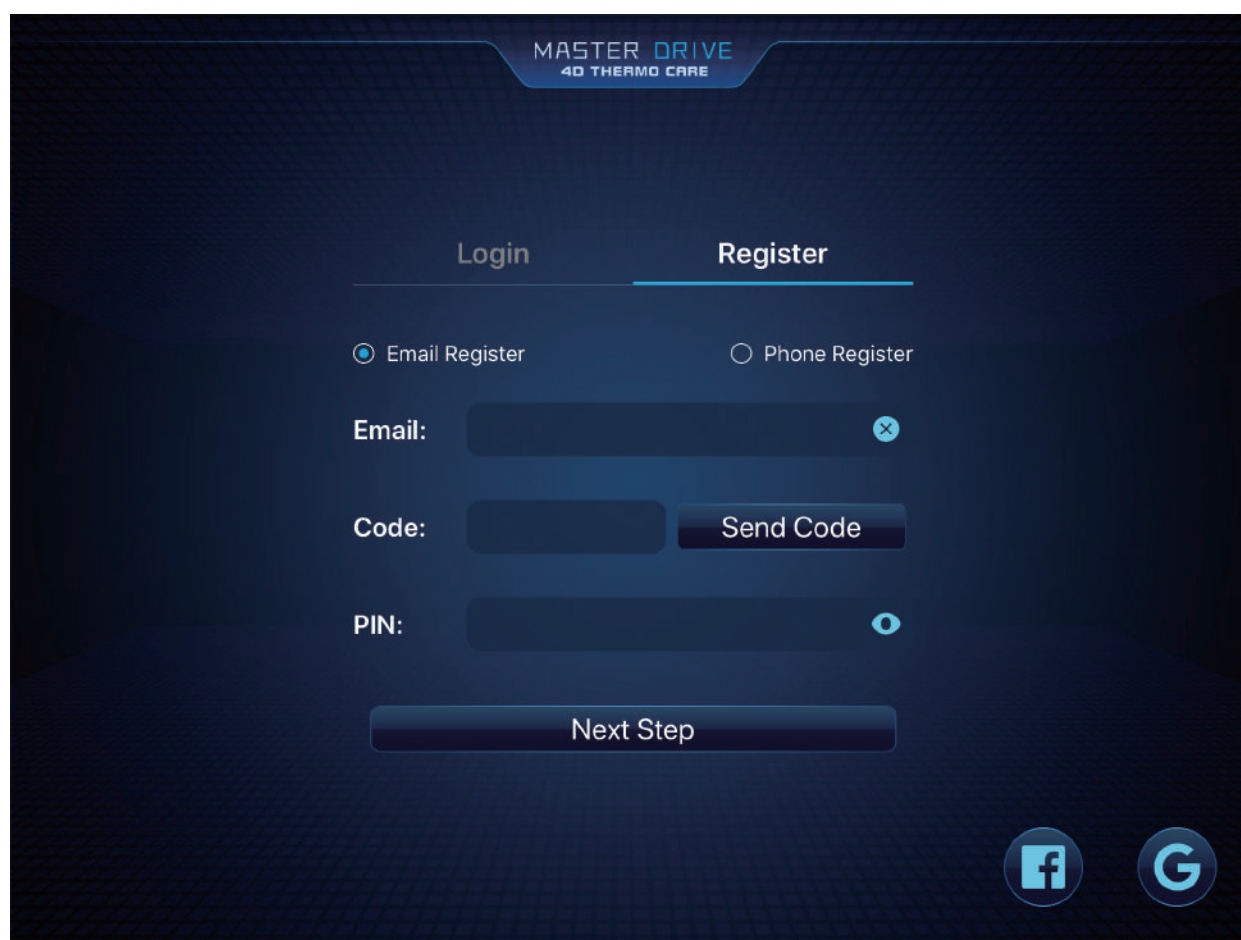 MASTER DRIVE
4D THERMO CARE
Login Register
Email Register Phone Register
Email:
Code: Send Code
PIN:
Next Step